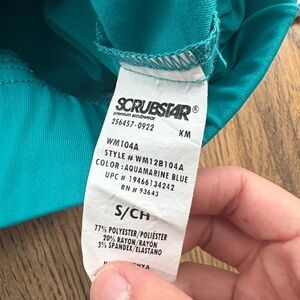 SCRUBSTAR®
premium scrubwear
256457-0922 KM
WM104A
STYLE # WM12B104A
COLOR: AQUAMARINE BLUE
UPC # 19466134242
RN # 93643
S/CH
77% POLYESTER/POLIÉSTER
20% RAYON/RAYÓN
3% SPANDEX/ELASTANO